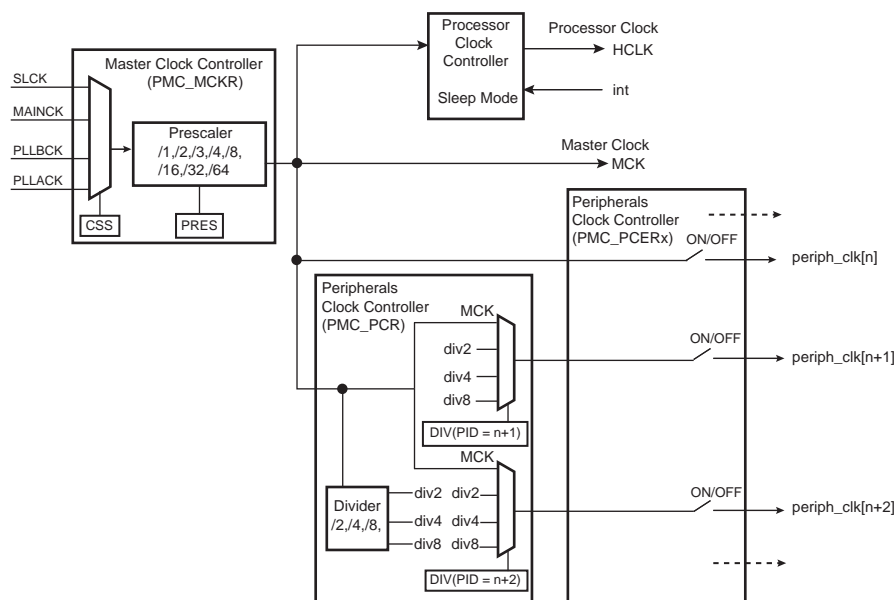 Master Clock Controller
(PMC_MCKR)
SLCK
MAINCK
PLLBCK
PLLACK
Prescaler
/1,/2,/3,/4,/8,
/16,/32,/64
CSS
PRES
Processor
Clock
Controller
Sleep Mode
Processor Clock
HCLK
int
Master Clock
MCK
Peripherals
Clock Controller
(PMC_PCERx)
ON/OFF
periph_clk[n]
Peripherals
Clock Controller
(PMC_PCR)
MCK
div2
div4
div8
DIV(PID = n+1)
ON/OFF
periph_clk[n+1]
MCK
Divider
/2,/4,/8,
div2 div2
div4 div4
div8 div8
DIV(PID = n+2)
ON/OFF
periph_clk[n+2]